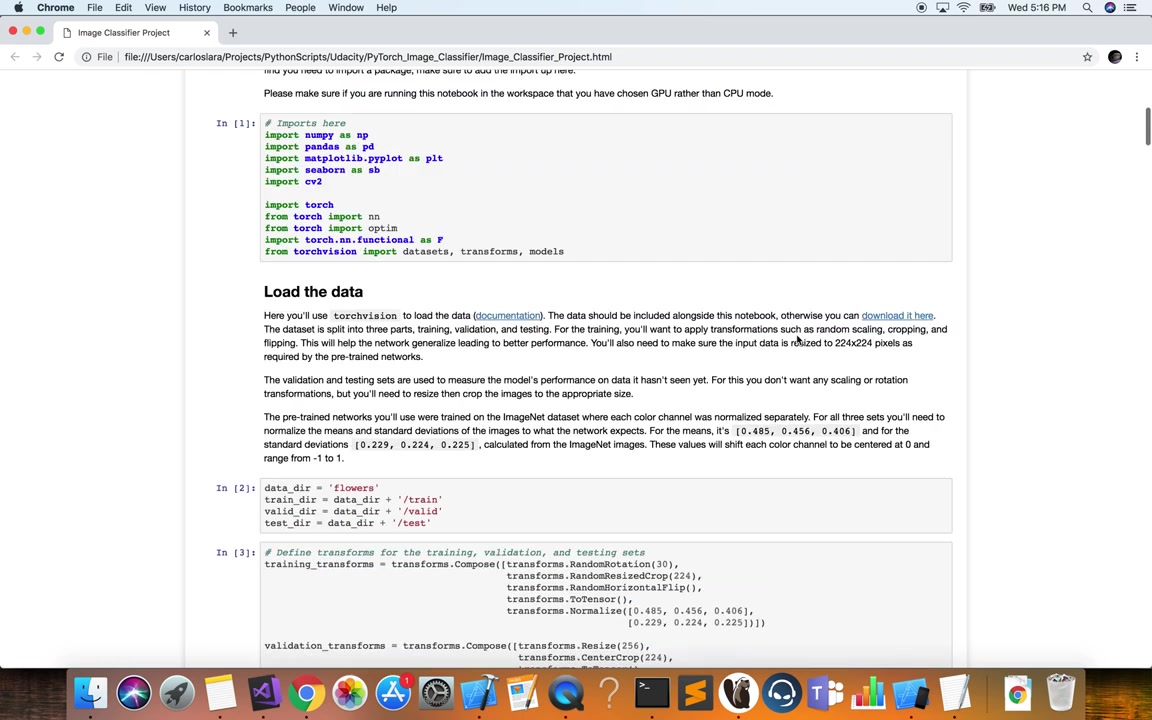 Chrome File Edit View History Bookmarks People Window Help Wed 5:16 PM
Image Classifier Project
File file:///Users/carloslara/Projects/PythonScripts/Udacity/PyTorch_Image_Classifier/Image_Classifier_Project.html
find you need to import a package, make sure to add the import up here.
Please make sure if you are running this notebook in the workspace that you have chosen GPU rather than CPU mode.
In [1]: # Imports here
import numpy as np
import pandas as pd
import matplotlib.pyplot as plt
import seaborn as sb
import cv2
import torch
from torch import nn
from torch import optim
import torch.nn.functional as F
from torchvision import datasets, transforms, models
Load the data
Here you'll use torchvision to load the data (documentation). The data should be included alongside this notebook, otherwise you can download it here.
The dataset is split into three parts, training, validation, and testing. For the training, you'll want to apply transformations such as random scaling, cropping, and
flipping. This will help the network generalize leading to better performance. You'll also need to make sure the input data is resized to 224x224 pixels as
required by the pre-trained networks.
The validation and testing sets are used to measure the model's performance on data it hasn't seen yet. For this you don't want any scaling or rotation
transformations, but you'll need to resize then crop the images to the appropriate size.
The pre-trained networks you'll use were trained on the ImageNet dataset where each color channel was normalized separately. For all three sets you'll need to
normalize the means and standard deviations of the images to what the network expects. For the means, it's [0.485, 0.456, 0.406] and for the
standard deviations [0.229, 0.224, 0.225], calculated from the ImageNet images. These values will shift each color channel to be centered at 0 and
range from -1 to 1.
In [2]: data_dir = 'flowers'
train_dir = data_dir + '/train'
valid_dir = data_dir + '/valid'
test_dir = data_dir + '/test'
In [3]: # Define transforms for the training, validation, and testing sets
training_transforms = transforms.Compose([transforms.RandomRotation(30),
transforms.RandomResizedCrop(224),
transforms.RandomHorizontalFlip(),
transforms.ToTensor(),
transforms.Normalize([0.485, 0.456, 0.406],
[0.229, 0.224, 0.225])])
validation_transforms = transforms.Compose([transforms.Resize(256),
transforms.CenterCrop(224),